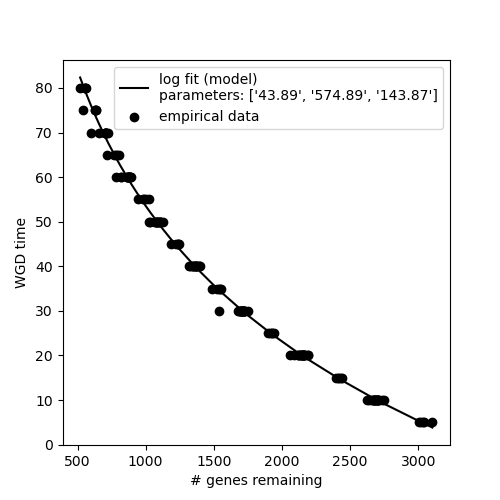 log fit (model)
parameters: ['43.89', '574.89', '143.87']
empirical data
WGD time
80
70
60
50
40
30
20
10
0
500 1000 1500 2000 2500 3000
# genes remaining